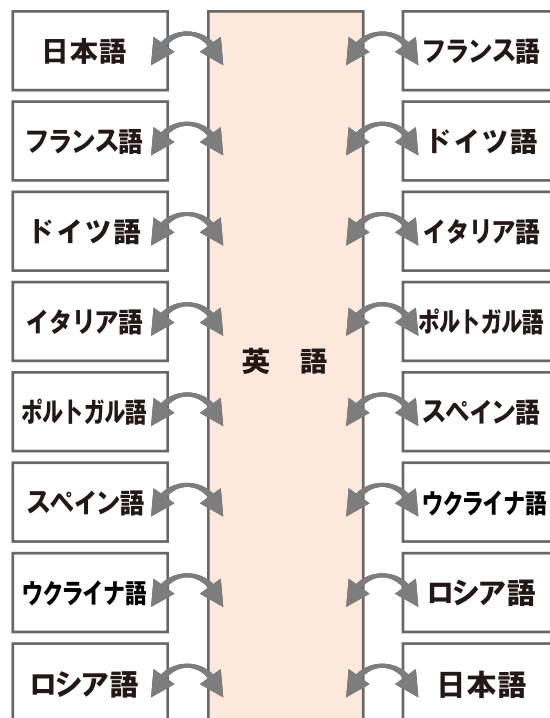 日本語
フランス語
ドイツ語
イタリア語
ポルトガル語
スペイン語
ウクライナ語
ロシア語
英　語
フランス語
ドイツ語
イタリア語
ポルトガル語
スペイン語
ウクライナ語
ロシア語
日本語